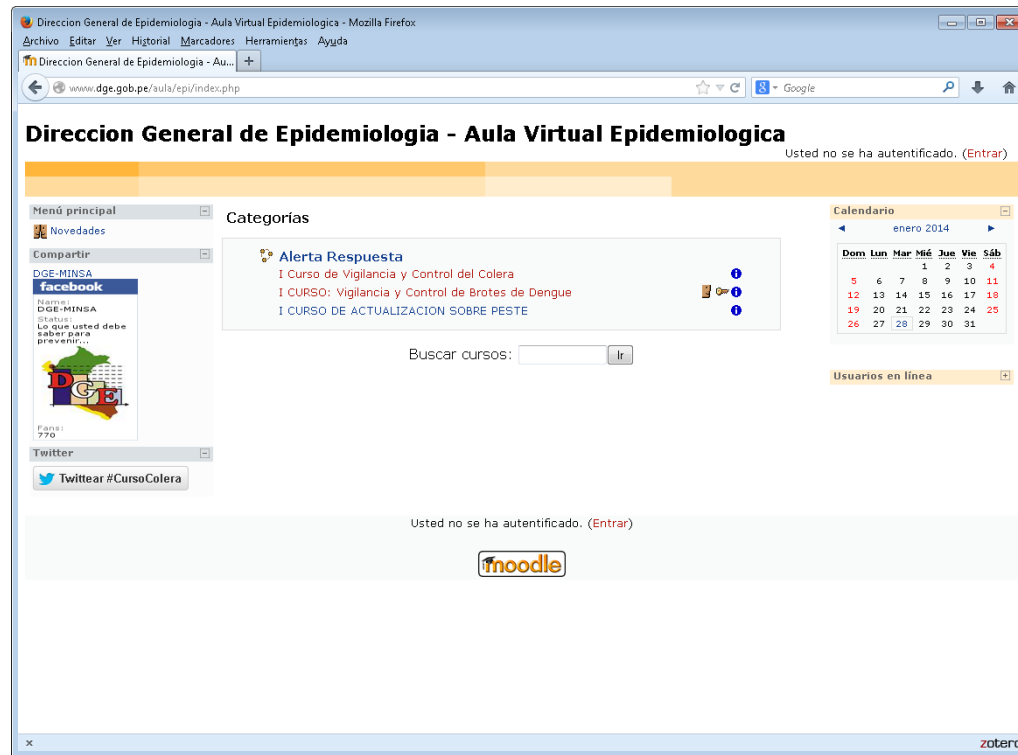 Direccion General de Epidemiologia - Aula Virtual Epidemiologica - Mozilla Firefox
Archivo Editar Ver Historial Marcadores Herramientas Ayuda
Direccion General de Epidemiologia - Au... +
www.dge.gob.pe/aula/epi/index.php
Google
Direccion General de Epidemiologia - Aula Virtual Epidemiologica
Usted no se ha autentificado. (Entrar)
Menú principal
Novedades
Compartir
DGE-MINSA
facebook
Name:
DGE-MINSA
Status:
Lo que usted debe
saber para
prevenir...
DGE
Fans:
770
Twitter
Twittear #CursoColera
Categorías
Alerta Respuesta
I Curso de Vigilancia y Control del Colera
I CURSO: Vigilancia y Control de Brotes de Dengue
I CURSO DE ACTUALIZACION SOBRE PESTE
Buscar cursos: Ir
Calendario
enero 2014
Dom Lun Mar Mié Jue Vie Sáb
1 2 3 4
5 6 7 8 9 10 11
12 13 14 15 16 17 18
19 20 21 22 23 24 25
26 27 28 29 30 31
Usuarios en línea
Usted no se ha autentificado. (Entrar)
moodle
x zotero